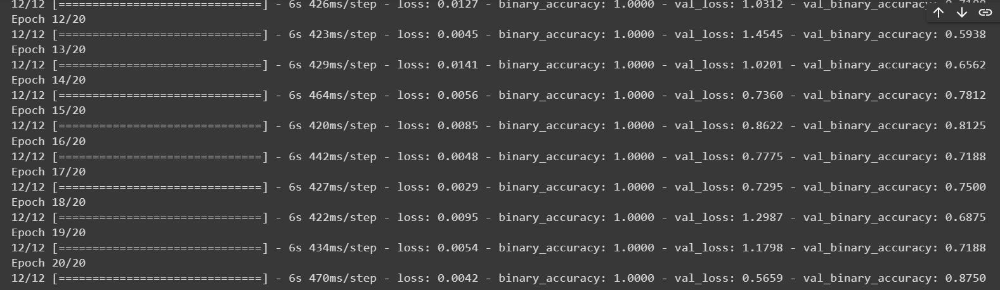 12/12 [==============================] - 6s 426ms/step - loss: 0.0127 - binary_accuracy: 1.0000 - val_loss: 1.0312 - val_binary_accuracy:
Epoch 12/20
12/12 [==============================] - 6s 423ms/step - loss: 0.0045 - binary_accuracy: 1.0000 - val_loss: 1.4545 - val_binary_accuracy: 0.5938
Epoch 13/20
12/12 [==============================] - 6s 429ms/step - loss: 0.0141 - binary_accuracy: 1.0000 - val_loss: 1.0201 - val_binary_accuracy: 0.6562
Epoch 14/20
12/12 [==============================] - 6s 464ms/step - loss: 0.0056 - binary_accuracy: 1.0000 - val_loss: 0.7360 - val_binary_accuracy: 0.7812
Epoch 15/20
12/12 [==============================] - 6s 420ms/step - loss: 0.0085 - binary_accuracy: 1.0000 - val_loss: 0.8622 - val_binary_accuracy: 0.8125
Epoch 16/20
12/12 [==============================] - 6s 442ms/step - loss: 0.0048 - binary_accuracy: 1.0000 - val_loss: 0.7775 - val_binary_accuracy: 0.7188
Epoch 17/20
12/12 [==============================] - 6s 427ms/step - loss: 0.0029 - binary_accuracy: 1.0000 - val_loss: 0.7295 - val_binary_accuracy: 0.7500
Epoch 18/20
12/12 [==============================] - 6s 422ms/step - loss: 0.0095 - binary_accuracy: 1.0000 - val_loss: 1.2987 - val_binary_accuracy: 0.6875
Epoch 19/20
12/12 [==============================] - 6s 434ms/step - loss: 0.0054 - binary_accuracy: 1.0000 - val_loss: 1.1798 - val_binary_accuracy: 0.7188
Epoch 20/20
12/12 [==============================] - 6s 470ms/step - loss: 0.0042 - binary_accuracy: 1.0000 - val_loss: 0.5659 - val_binary_accuracy: 0.8750